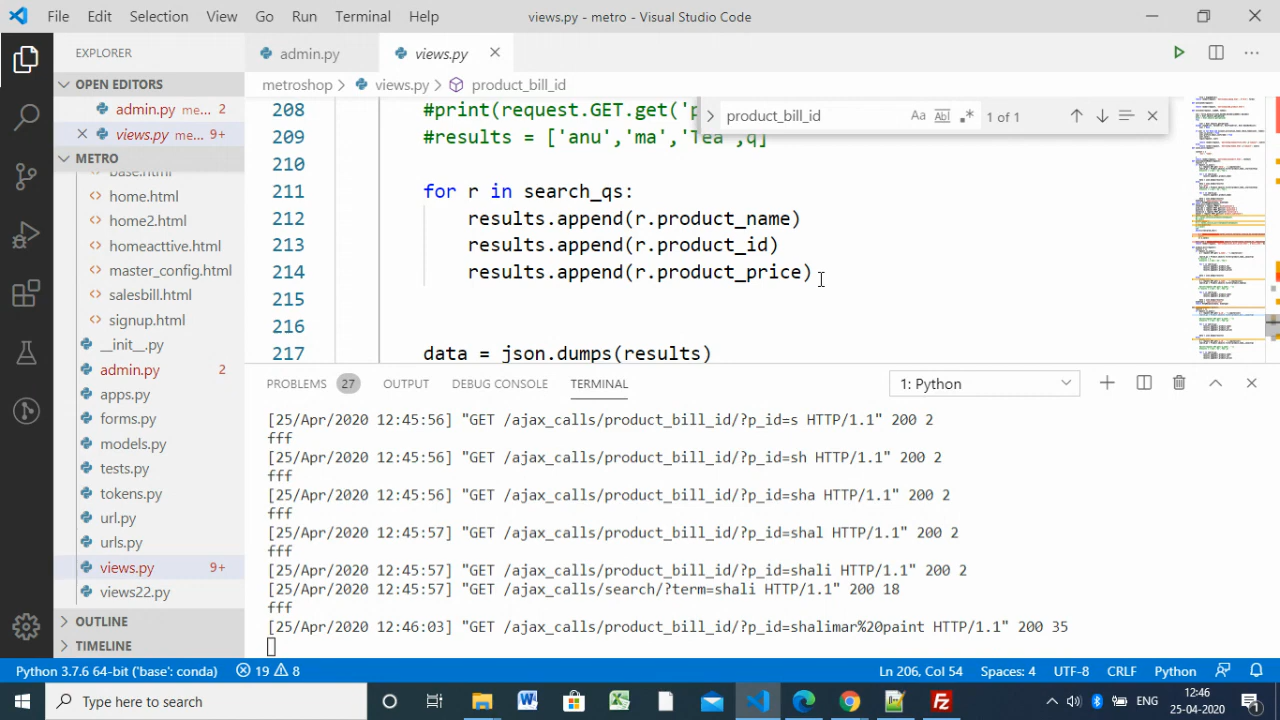 File Edit Selection View Go Run Terminal Help views.py - metro - Visual Studio Code
EXPLORER admin.py views.py
OPEN EDITORS metroshop > views.py > product_bill_id
admin.py me... 2
views.py me... 9+
METRO
home.html
home2.html
homeacttive.html
master_config.html
salesbill.html
signup.html
__init__.py
admin.py 2
apps.py
forms.py
models.py
tests.py
tokens.py
url.py
urls.py
views.py 9+
views22.py
OUTLINE
TIMELINE
product_bill_id Aa Abl .* 1 of 1
208 #print(request.GET.get(
209 #results = ['anu','ma',
210
211 for r in search_qs:
212 results.append(r.product_name)
213 results.append(r.product_id)
214 results.append(r.product_price)
215
216
217 data = json.dumps(results)
PROBLEMS 27 OUTPUT DEBUG CONSOLE TERMINAL 1: Python
[25/Apr/2020 12:45:56] "GET /ajax_calls/product_bill_id/?p_id=s HTTP/1.1" 200 2
fff
[25/Apr/2020 12:45:56] "GET /ajax_calls/product_bill_id/?p_id=sh HTTP/1.1" 200 2
fff
[25/Apr/2020 12:45:56] "GET /ajax_calls/product_bill_id/?p_id=sha HTTP/1.1" 200 2
fff
[25/Apr/2020 12:45:57] "GET /ajax_calls/product_bill_id/?p_id=shal HTTP/1.1" 200 2
fff
[25/Apr/2020 12:45:57] "GET /ajax_calls/product_bill_id/?p_id=shali HTTP/1.1" 200 2
[25/Apr/2020 12:45:57] "GET /ajax_calls/search/?term=shali HTTP/1.1" 200 18
fff
[25/Apr/2020 12:46:03] "GET /ajax_calls/product_bill_id/?p_id=shalimar%20paint HTTP/1.1" 200 35
Python 3.7.6 64-bit ('base': conda) 19 8 Ln 206, Col 54 Spaces: 4 UTF-8 CRLF Python
Type here to search ENG 12:46
25-04-2020